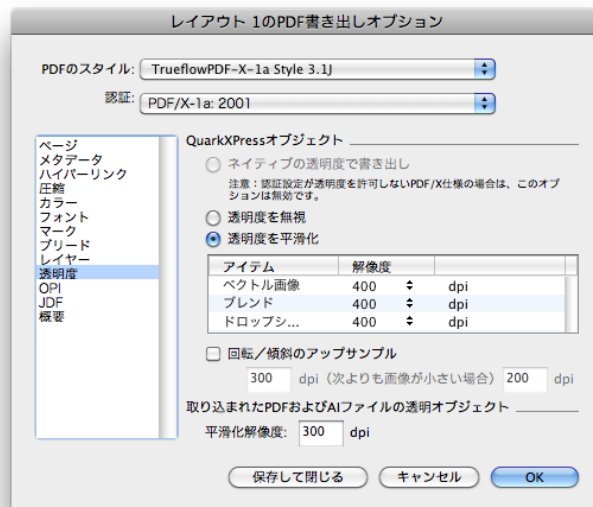 レイアウト 1のPDF書き出しオプション
PDFのスタイル: TrueflowPDF-X-1a Style 3.1J
認証: PDF/X-1a: 2001
ページ
メタデータ
ハイパーリンク
圧縮
カラー
フォント
マーク
ブリード
レイヤー
透明度
OPI
JDF
概要
QuarkXPressオブジェクト
ネイティブの透明度で書き出し
注意：認証設定が透明度を許可しないPDF/X仕様の場合は、このオプ
ションは無効です。
透明度を無視
透明度を平滑化
アイテム 解像度
ベクトル画像 400 dpi
ブレンド 400 dpi
ドロップシ... 400 dpi
回転／傾斜のアップサンプル
300 dpi（次よりも画像が小さい場合） 200 dpi
取り込まれたPDFおよびAIファイルの透明オブジェクト
平滑化解像度: 300 dpi
保存して閉じる キャンセル OK